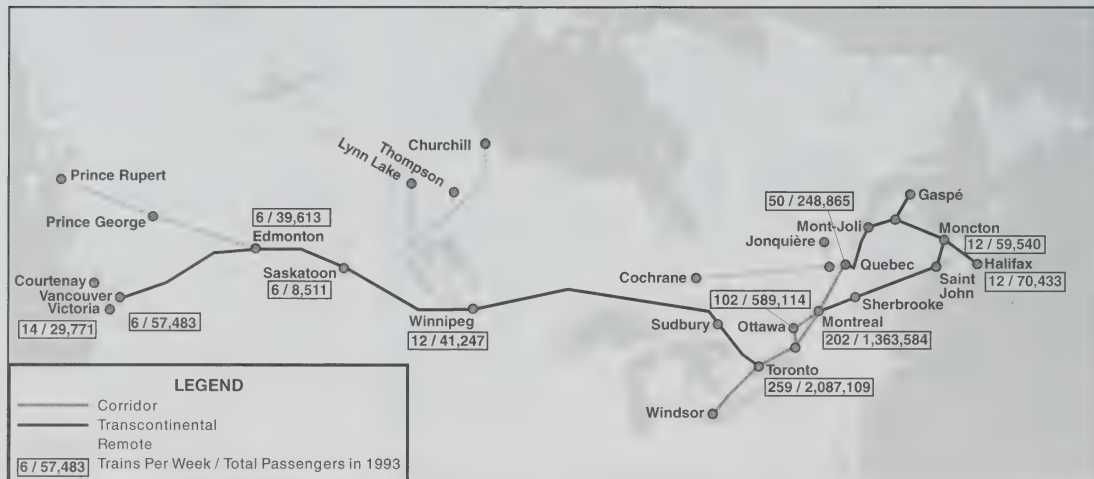 Churchill
Thompson
Lynn Lake
Prince Rupert
Prince George
6 / 39,613
Edmonton
Saskatoon
6 / 8,511
Courtenay
Vancouver
Victoria
14 / 29,771
6 / 57,483
Winnipeg
12 / 41,247
Gaspé
50 / 248,865
Mont-Joli
Jonquière
Moncton
12 / 59,540
Halifax
12 / 70,433
Quebec
Saint
John
Cochrane
Sherbrooke
102 / 589,114
Ottawa
Montreal
202 / 1,363,584
Sudbury
Toronto
259 / 2,087,109
Windsor
LEGEND
Corridor
Transcontinental
Remote
6 / 57,483 Trains Per Week / Total Passengers in 1993